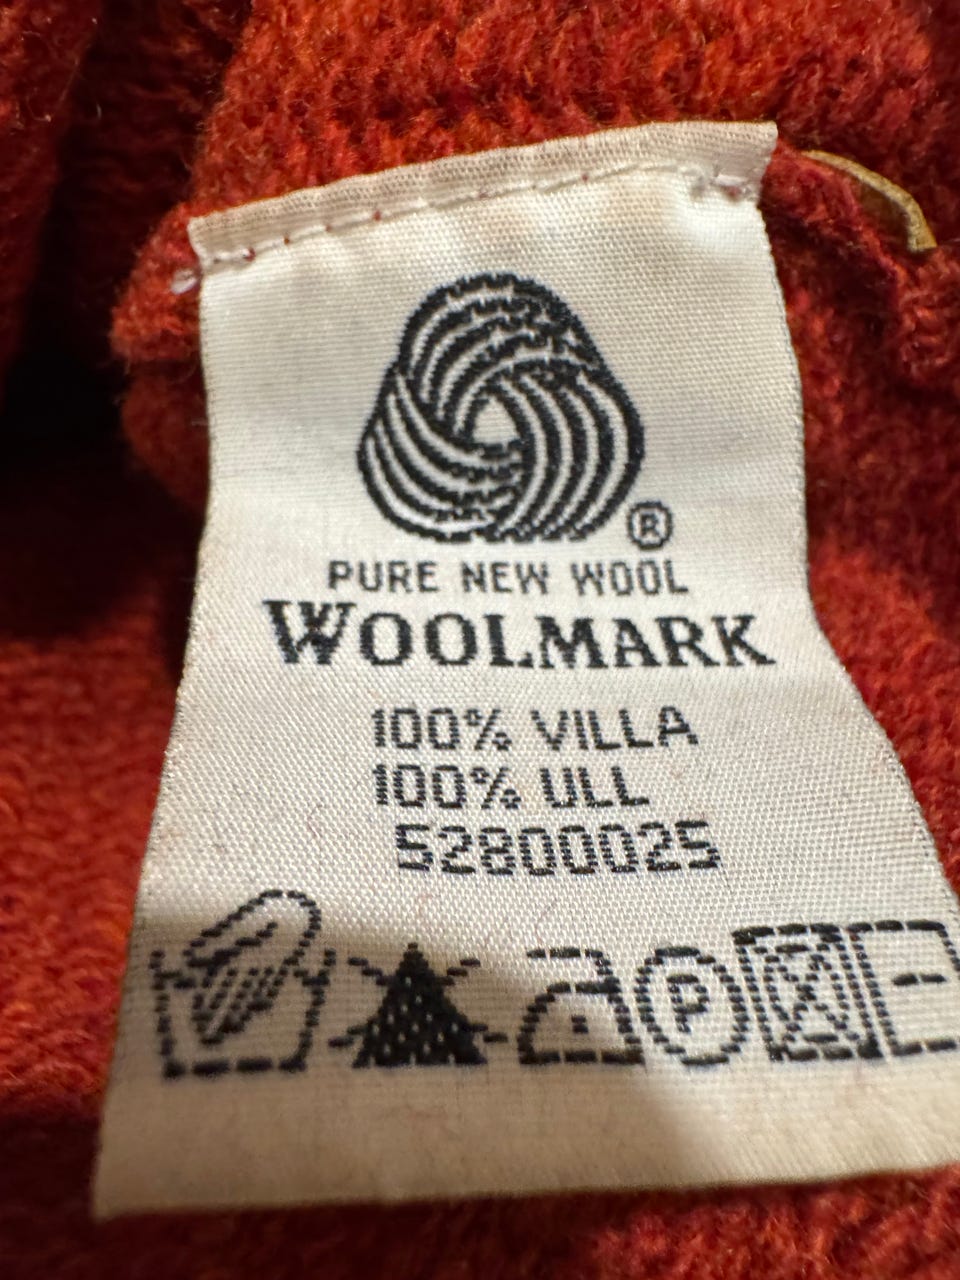 ®
PURE NEW WOOL
WOOLMARK
100% VILLA
100% ULL
52800025
P